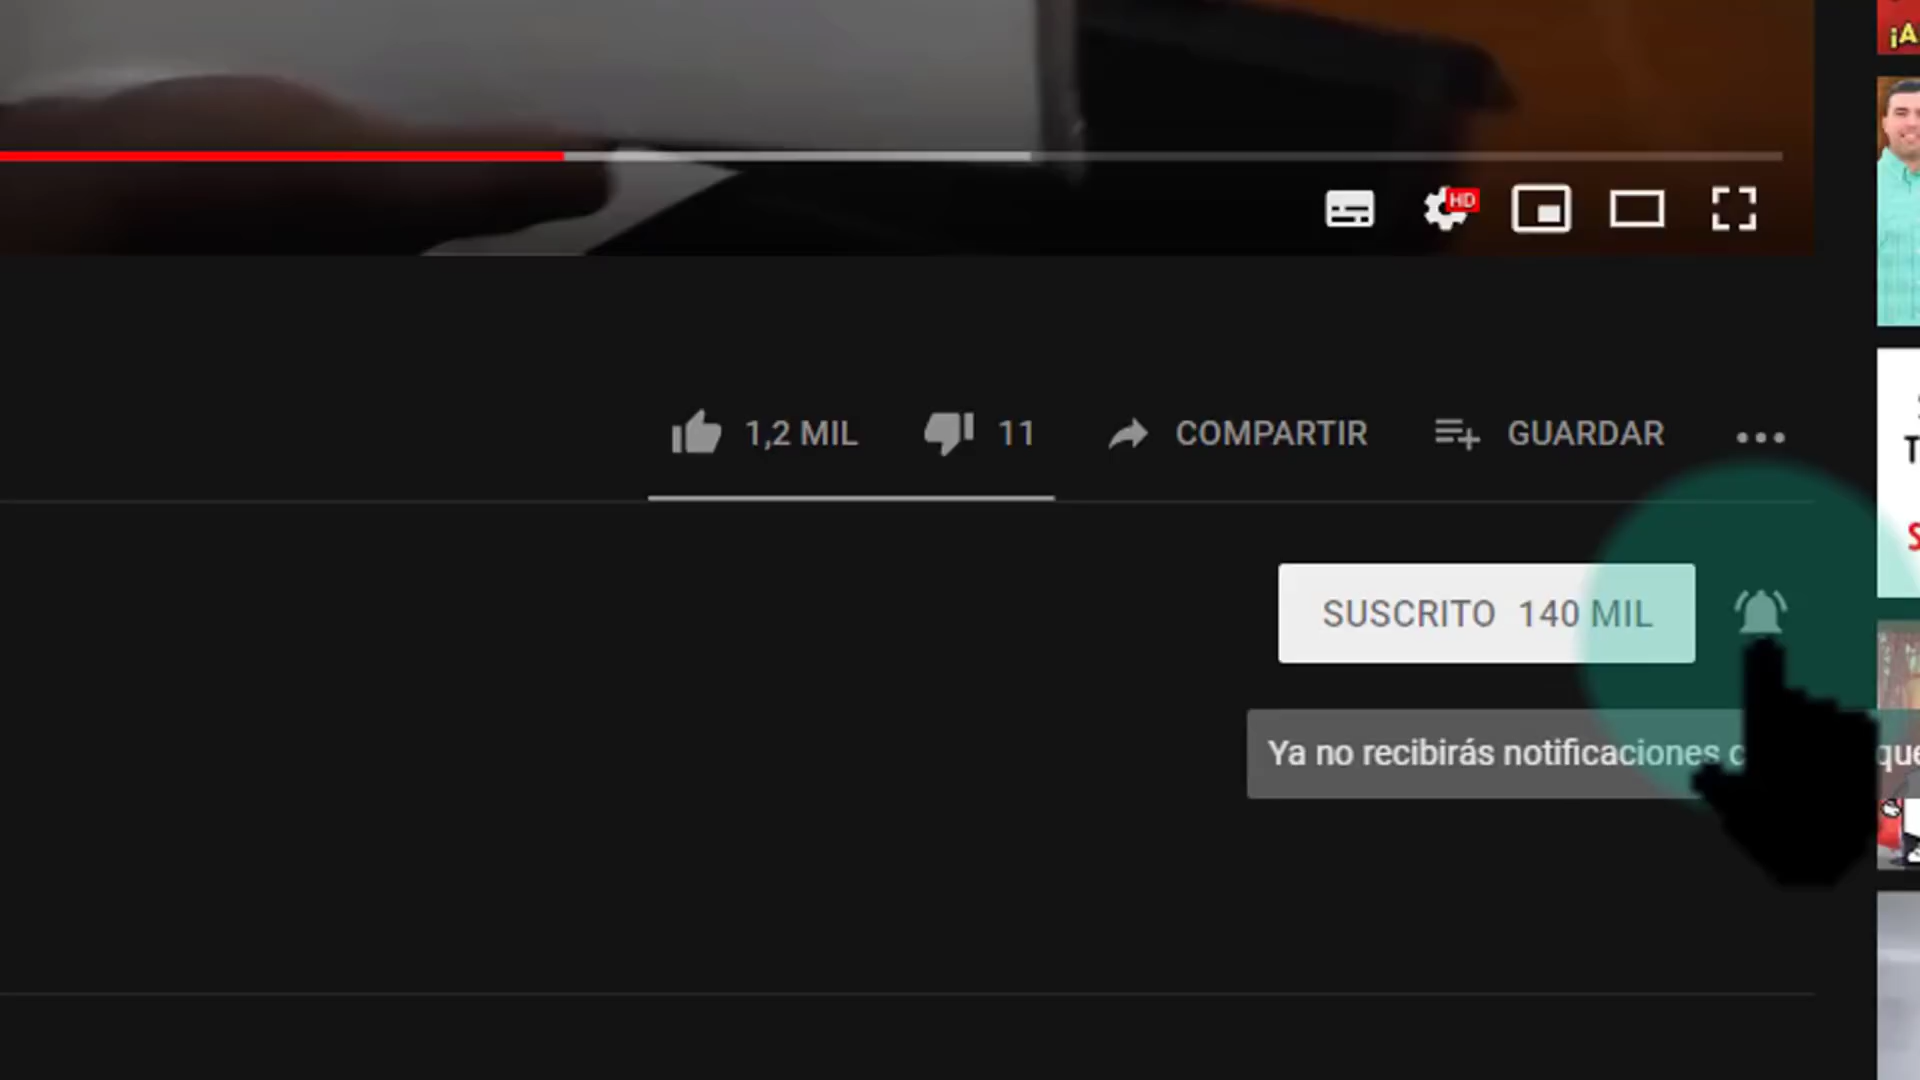 ¡A
HD
1,2 MIL 11 COMPARTIR GUARDAR
T
S
SUSCRITO 140 MIL
Ya no recibirás notificaciones que